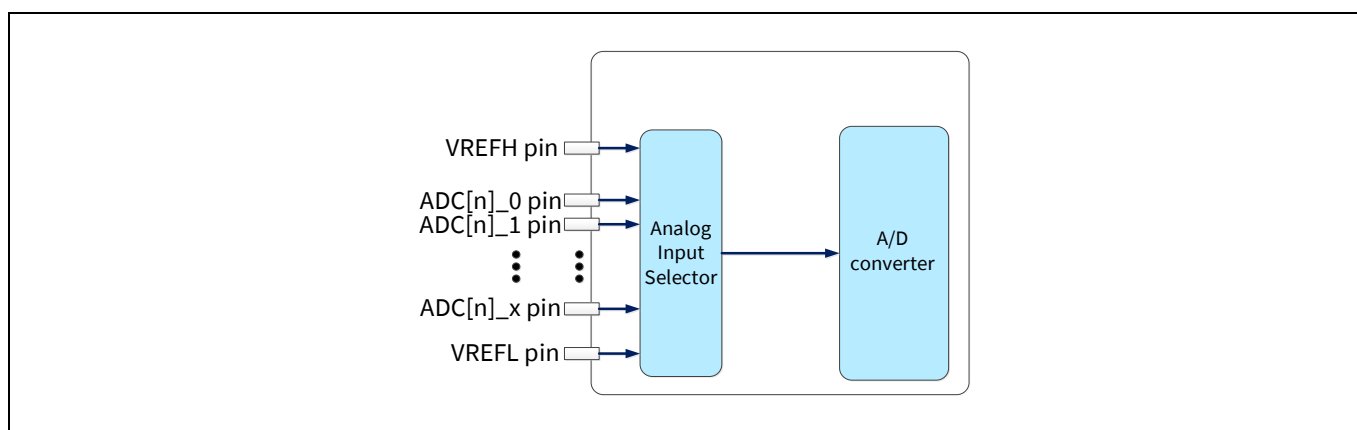 VREFH pin
ADC[n]_0 pin
ADC[n]_1 pin
ADC[n]_x pin
VREFL pin
Analog
Input
Selector
A/D
converter